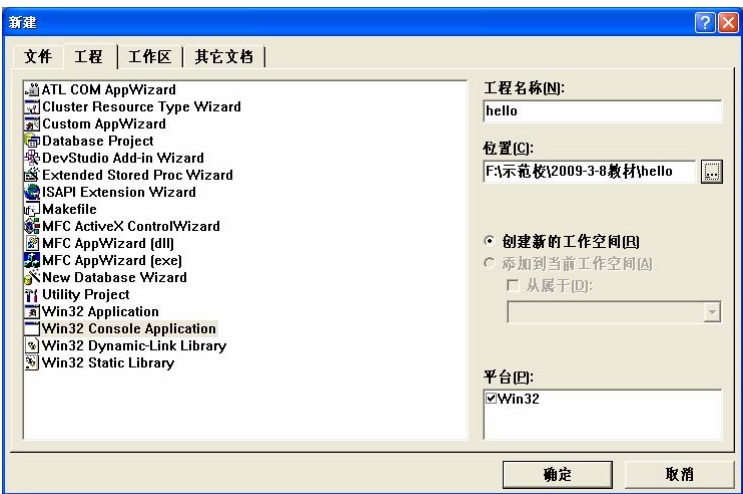 新建
文件 工程 工作区 其它文档
ATL COM AppWizard
Cluster Resource Type Wizard
Custom AppWizard
Database Project
DevStudio Add-in Wizard
Extended Stored Proc Wizard
ISAPI Extension Wizard
Makefile
MFC ActiveX ControlWizard
MFC AppWizard (dll)
MFC AppWizard (exe)
New Database Wizard
Utility Project
Win32 Application
Win32 Console Application
Win32 Dynamic-Link Library
Win32 Static Library
工程名称(N):
hello
位置(C):
F:\示范校\2009-3-8教材\hello
...
创建新的工作空间(R)
添加到当前工作空间(A)
从属于(D):
平台(P):
Win32
确定 取消